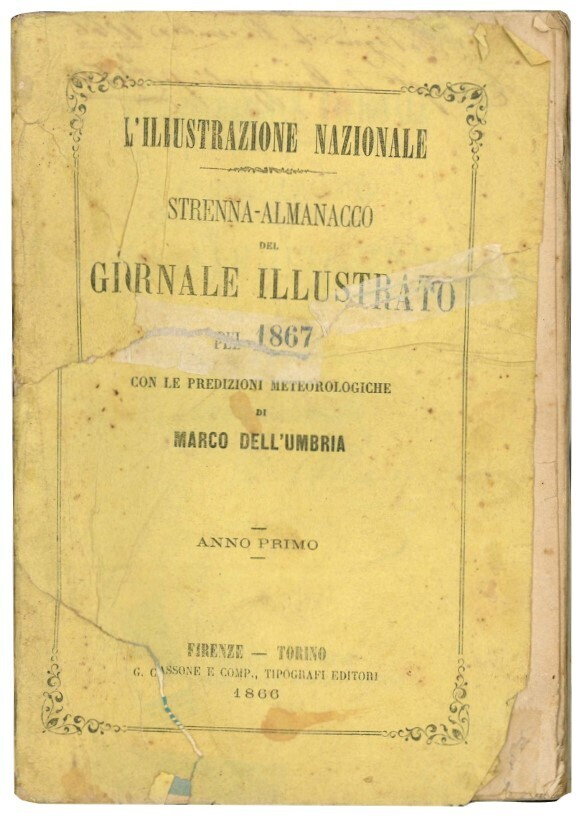 L'ILLUSTRAZIONE NAZIONALE
STRENNA-ALMANACCO
DEL
GIORNALE ILLUSTRATO
PEL 1867
CON LE PREDIZIONI METEOROLOGICHE
DI
MARCO DELL'UMBRIA
ANNO PRIMO
FIRENZE — TORINO
G. CASSONE E COMP., TIPOGRAFI EDITORI
1866